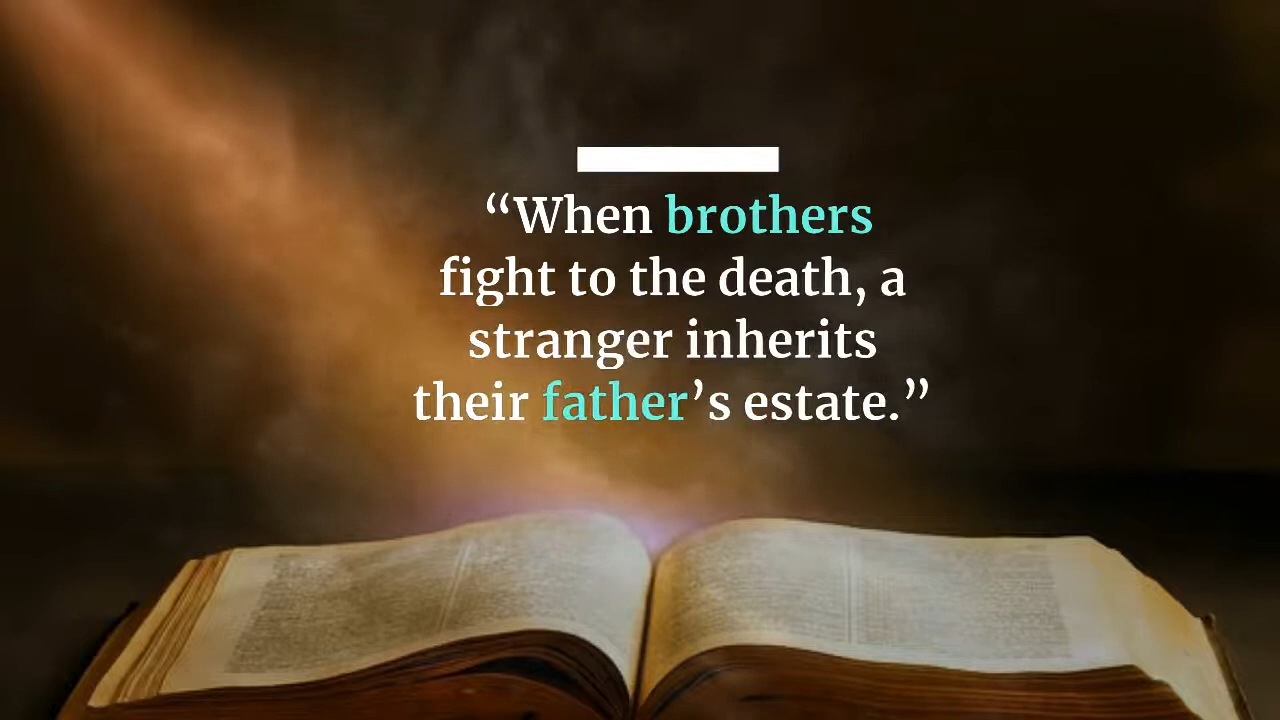 “When brothers
fight to the death, a
stranger inherits
their father’s estate.”